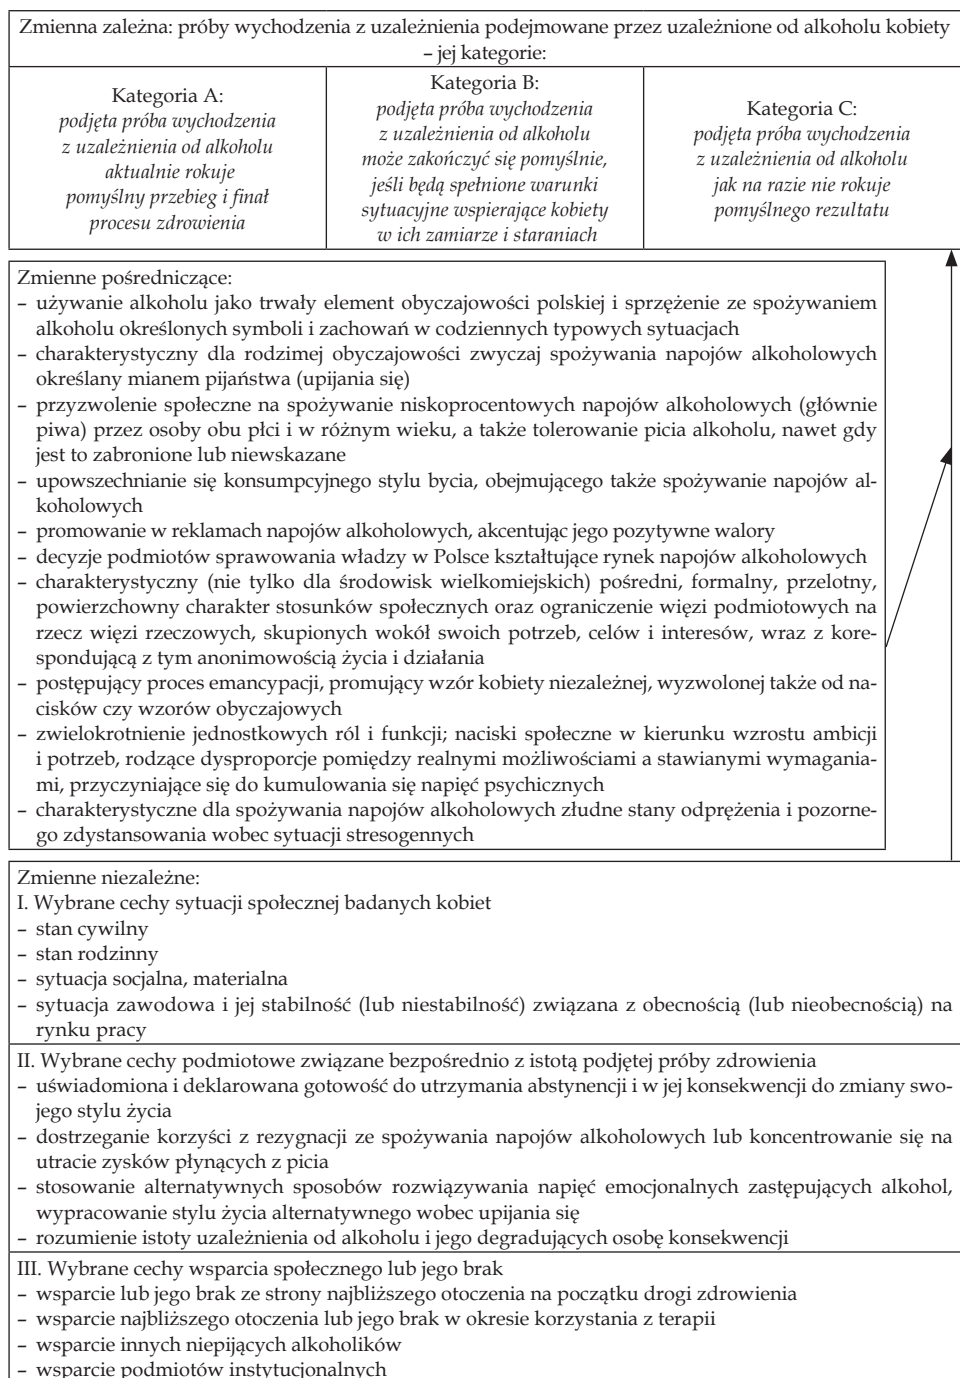 Zmienna zależna: próby wychodzenia z uzależnienia podejmowane przez uzależnione od alkoholu kobiety
– jej kategorie:
Kategoria A:
podjęta próba wychodzenia
z uzależnienia od alkoholu
aktualnie rokuje
pomyślny przebieg i finał
procesu zdrowienia
Kategoria B:
podjęta próba wychodzenia
z uzależnienia od alkoholu
może zakończyć się pomyślnie,
jeśli będą spełnione warunki
sytuacyjne wspierające kobiety
w ich zamiarze i staraniach
Kategoria C:
podjęta próba wychodzenia
z uzależnienia od alkoholu
jak na razie nie rokuje
pomyślnego rezultatu
Zmienne pośredniczące:
– używanie alkoholu jako trwały element obyczajowości polskiej i sprzężenie ze spożywaniem
alkoholu określonych symboli i zachowań w codziennych typowych sytuacjach
– charakterystyczny dla rodzimej obyczajowości zwyczaj spożywania napojów alkoholowych
określany mianem pijaństwa (upijania się)
– przyzwolenie społeczne na spożywanie niskoprocentowych napojów alkoholowych (głównie
piwa) przez osoby obu płci i w różnym wieku, a także tolerowanie picia alkoholu, nawet gdy
jest to zabronione lub niewskazane
– upowszechnianie się konsumpcyjnego stylu bycia, obejmującego także spożywanie napojów al-
koholowych
– promowanie w reklamach napojów alkoholowych, akcentując jego pozytywne walory
– decyzje podmiotów sprawowania władzy w Polsce kształtujące rynek napojów alkoholowych
– charakterystyczny (nie tylko dla środowisk wielkomiejskich) pośredni, formalny, przelotny,
powierzchowny charakter stosunków społecznych oraz ograniczenie więzi podmiotowych na
rzecz więzi rzeczowych, skupionych wokół swoich potrzeb, celów i interesów, wraz z kore-
spondującą z tym anonimowością życia i działania
– postępujący proces emancypacji, promujący wzór kobiety niezależnej, wyzwolonej także od na-
cisków czy wzorów obyczajowych
– zwielokrotnienie jednostkowych ról i funkcji; naciski społeczne w kierunku wzrostu ambicji
i potrzeb, rodzące dysproporcje pomiędzy realnymi możliwościami a stawianymi wymagania-
mi, przyczyniające się do kumulowania się napięć psychicznych
– charakterystyczne dla spożywania napojów alkoholowych złudne stany odprężenia i pozorne-
go zdystansowania wobec sytuacji stresogennych
Zmienne niezależne:
I. Wybrane cechy sytuacji społecznej badanych kobiet
– stan cywilny
– stan rodzinny
– sytuacja socjalna, materialna
– sytuacja zawodowa i jej stabilność (lub niestabilność) związana z obecnością (lub nieobecnością) na
rynku pracy
II. Wybrane cechy podmiotowe związane bezpośrednio z istotą podjętej próby zdrowienia
– uświadomiona i deklarowana gotowość do utrzymania abstynencji i w jej konsekwencji do zmiany swo-
jego stylu życia
– dostrzeganie korzyści z rezygnacji ze spożywania napojów alkoholowych lub koncentrowanie się na
utracie zysków płynących z picia
– stosowanie alternatywnych sposobów rozwiązywania napięć emocjonalnych zastępujących alkohol,
wypracowanie stylu życia alternatywnego wobec upijania się
– rozumienie istoty uzależnienia od alkoholu i jego degradujących osobę konsekwencji
III. Wybrane cechy wsparcia społecznego lub jego brak
– wsparcie lub jego brak ze strony najbliższego otoczenia na początku drogi zdrowienia
– wsparcie najbliższego otoczenia lub jego brak w okresie korzystania z terapii
– wsparcie innych niepijących alkoholików
– wsparcie podmiotów instytucjonalnych